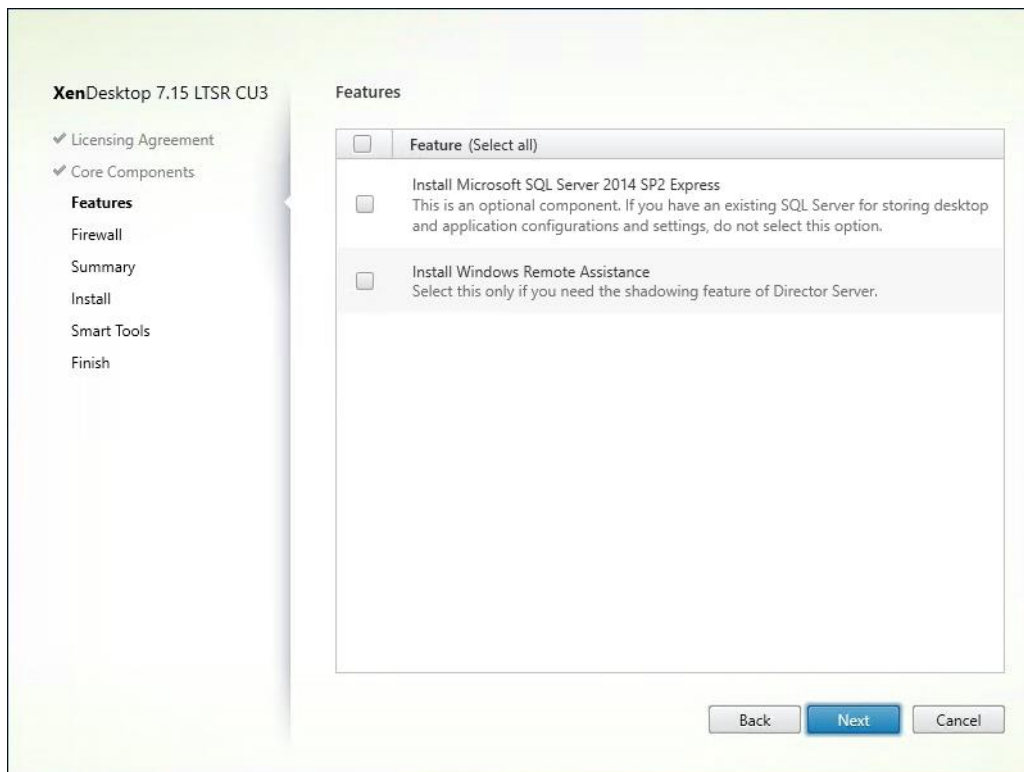 XenDesktop 7.15 LTSR CU3
Licensing Agreement
Core Components
Features
Firewall
Summary
Install
Smart Tools
Finish
Features
Feature (Select all)
Install Microsoft SQL Server 2014 SP2 Express
This is an optional component. If you have an existing SQL Server for storing desktop
and application configurations and settings, do not select this option.
Install Windows Remote Assistance
Select this only if you need the shadowing feature of Director Server.
Back
Next
Cancel